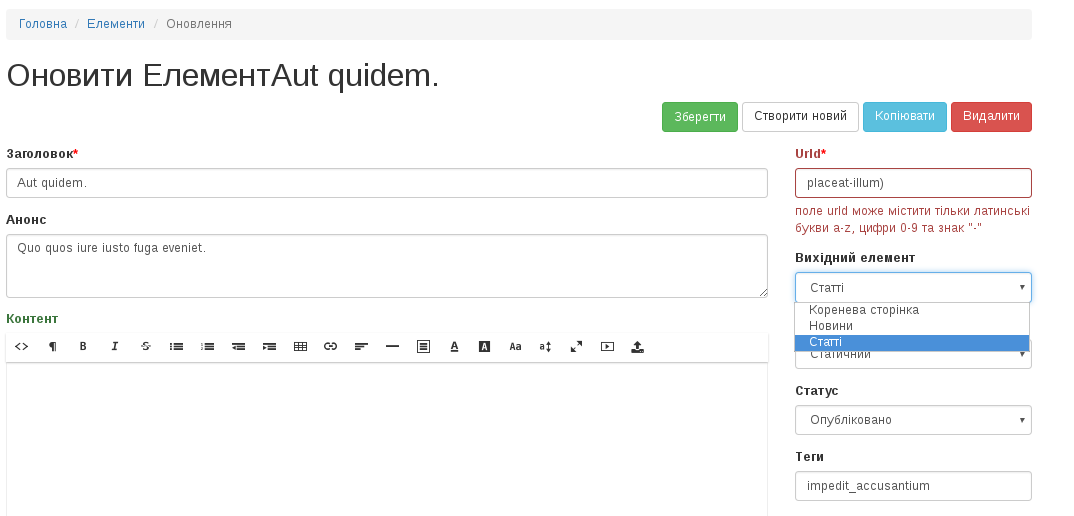 Головна / Елементи / Оновлення
Оновити ЕлементAut quidem.
Зберегти Створити новий Копіювати Видалити
Заголовок*
Aut quidem.
Анонс
Quo quos iure iusto fuga eveniet.
Контент
B I S Aa
UrId*
placeat-illum)
поле urId може містити тільки латинські
букви a-z, цифри 0-9 та знак "-"
Вихідний елемент
Статті
Коренева сторінка
Новини
Статті
Статичний
Статус
Опубліковано
Теги
impedit_accusantium